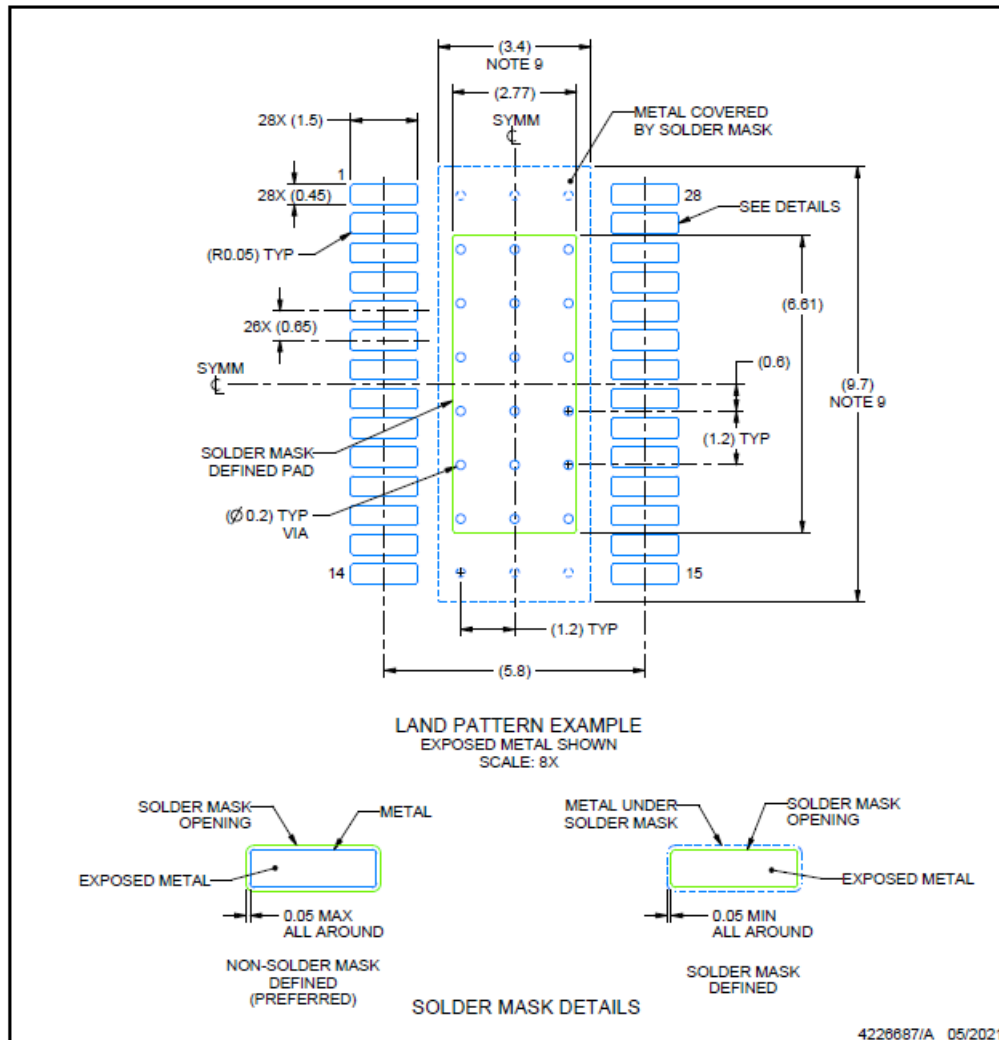 (3.4)
NOTE 9
(2.77)
SYMM
℄
METAL COVERED
BY SOLDER MASK
28X (1.5)
1
28X (0.45)
28
SEE DETAILS
(R0.05) TYP
26X (0.65)
(6.61)
SYMM
℄
(0.6)
(9.7)
NOTE 9
(1.2) TYP
SOLDER MASK
DEFINED PAD
(Ø 0.2) TYP
VIA
14
15
(1.2) TYP
(5.8)
LAND PATTERN EXAMPLE
EXPOSED METAL SHOWN
SCALE: 8X
SOLDER MASK
OPENING
METAL
EXPOSED METAL
0.05 MAX
ALL AROUND
NON-SOLDER MASK
DEFINED
(PREFERRED)
METAL UNDER
SOLDER MASK
SOLDER MASK
OPENING
EXPOSED METAL
0.05 MIN
ALL AROUND
SOLDER MASK
DEFINED
SOLDER MASK DETAILS
4226687/A 05/2021